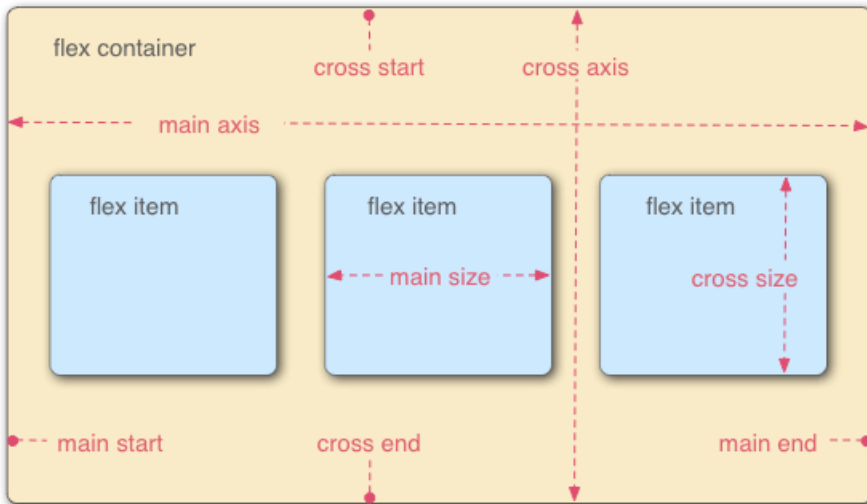 flex container
cross start
cross axis
main axis
flex item
flex item
flex item
main size
cross size
main start
cross end
main end